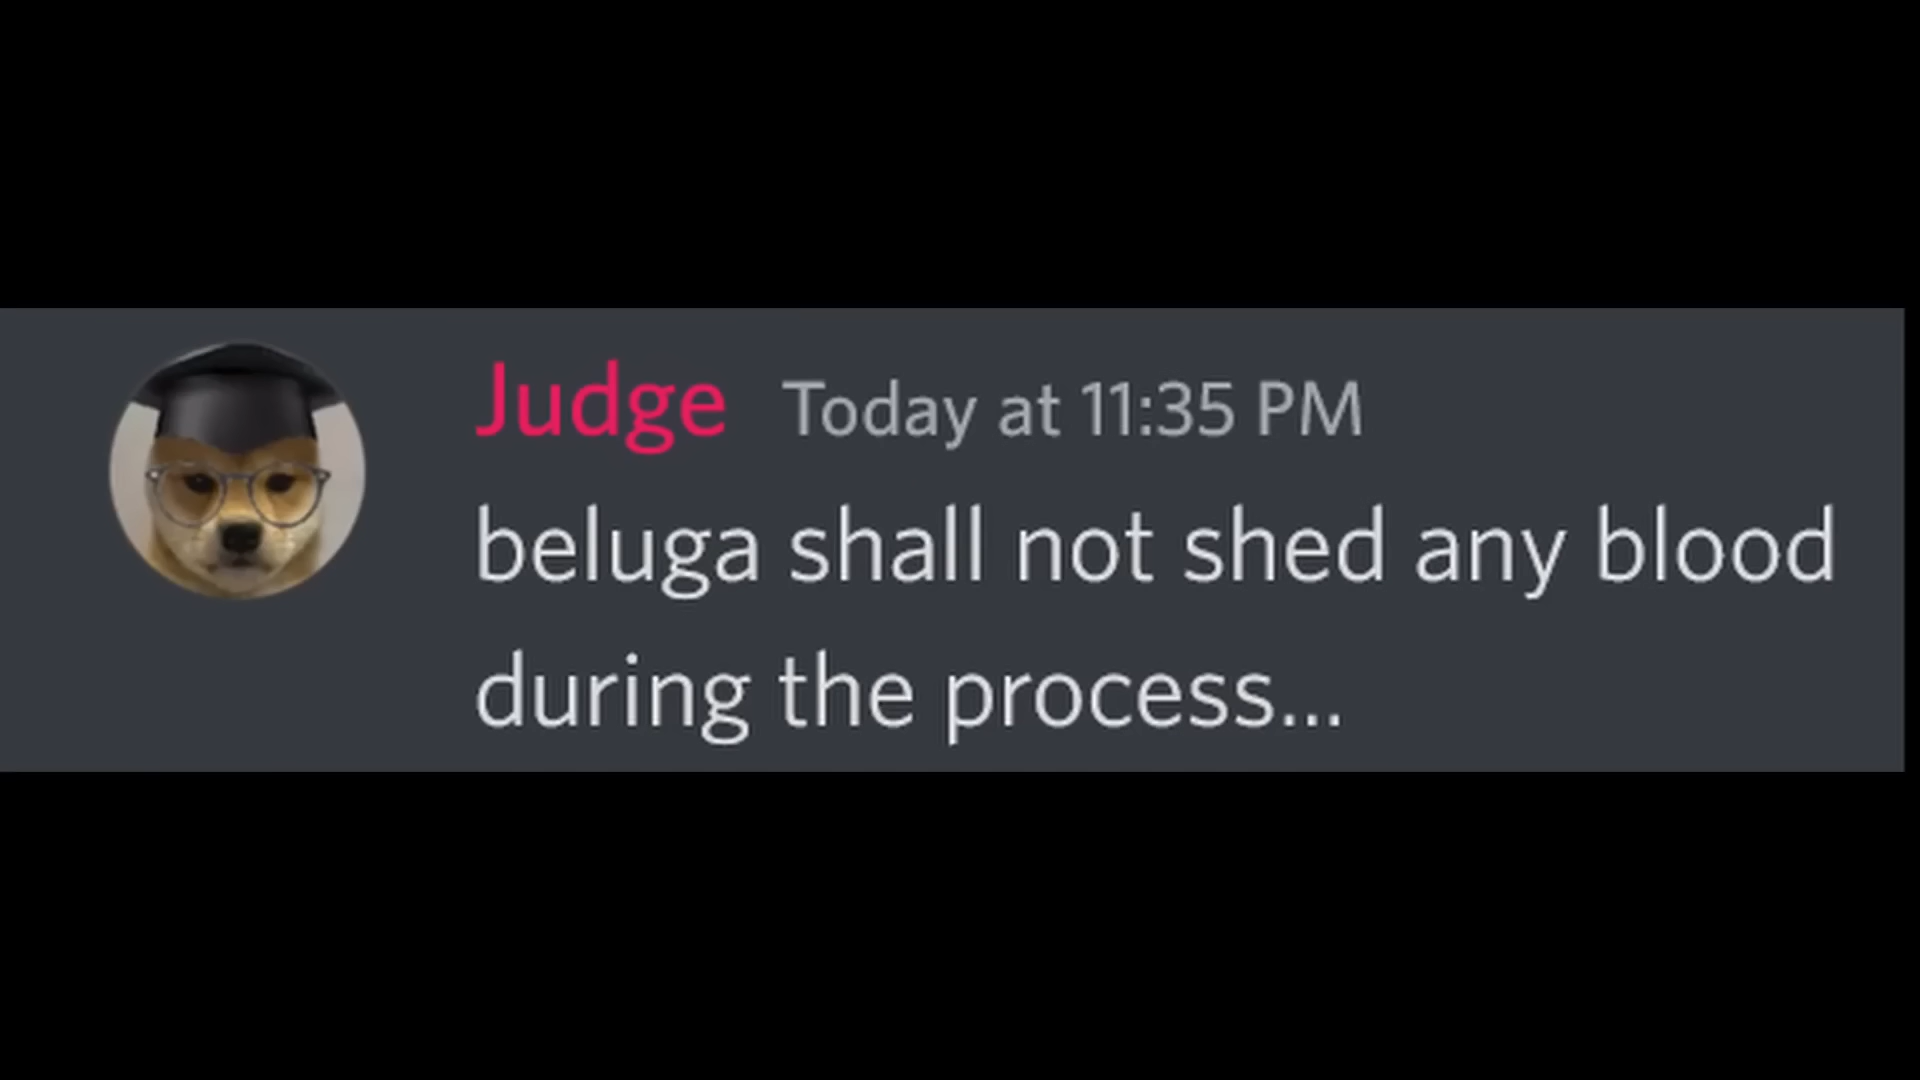 Judge Today at 11:35 PM
beluga shall not shed any blood
during the process...